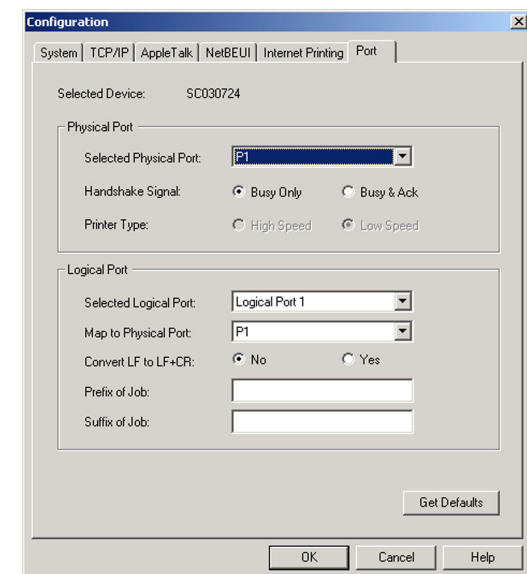 Configuration
System TCP/IP AppleTalk NetBEUI Internet Printing Port
Selected Device: SC030724
Physical Port
Selected Physical Port: P1
Handshake Signal: Busy Only Busy & Ack
Printer Type: High Speed Low Speed
Logical Port
Selected Logical Port: Logical Port 1
Map to Physical Port: P1
Convert LF to LF+CR: No Yes
Prefix of Job:
Suffix of Job:
Get Defaults
OK Cancel Help